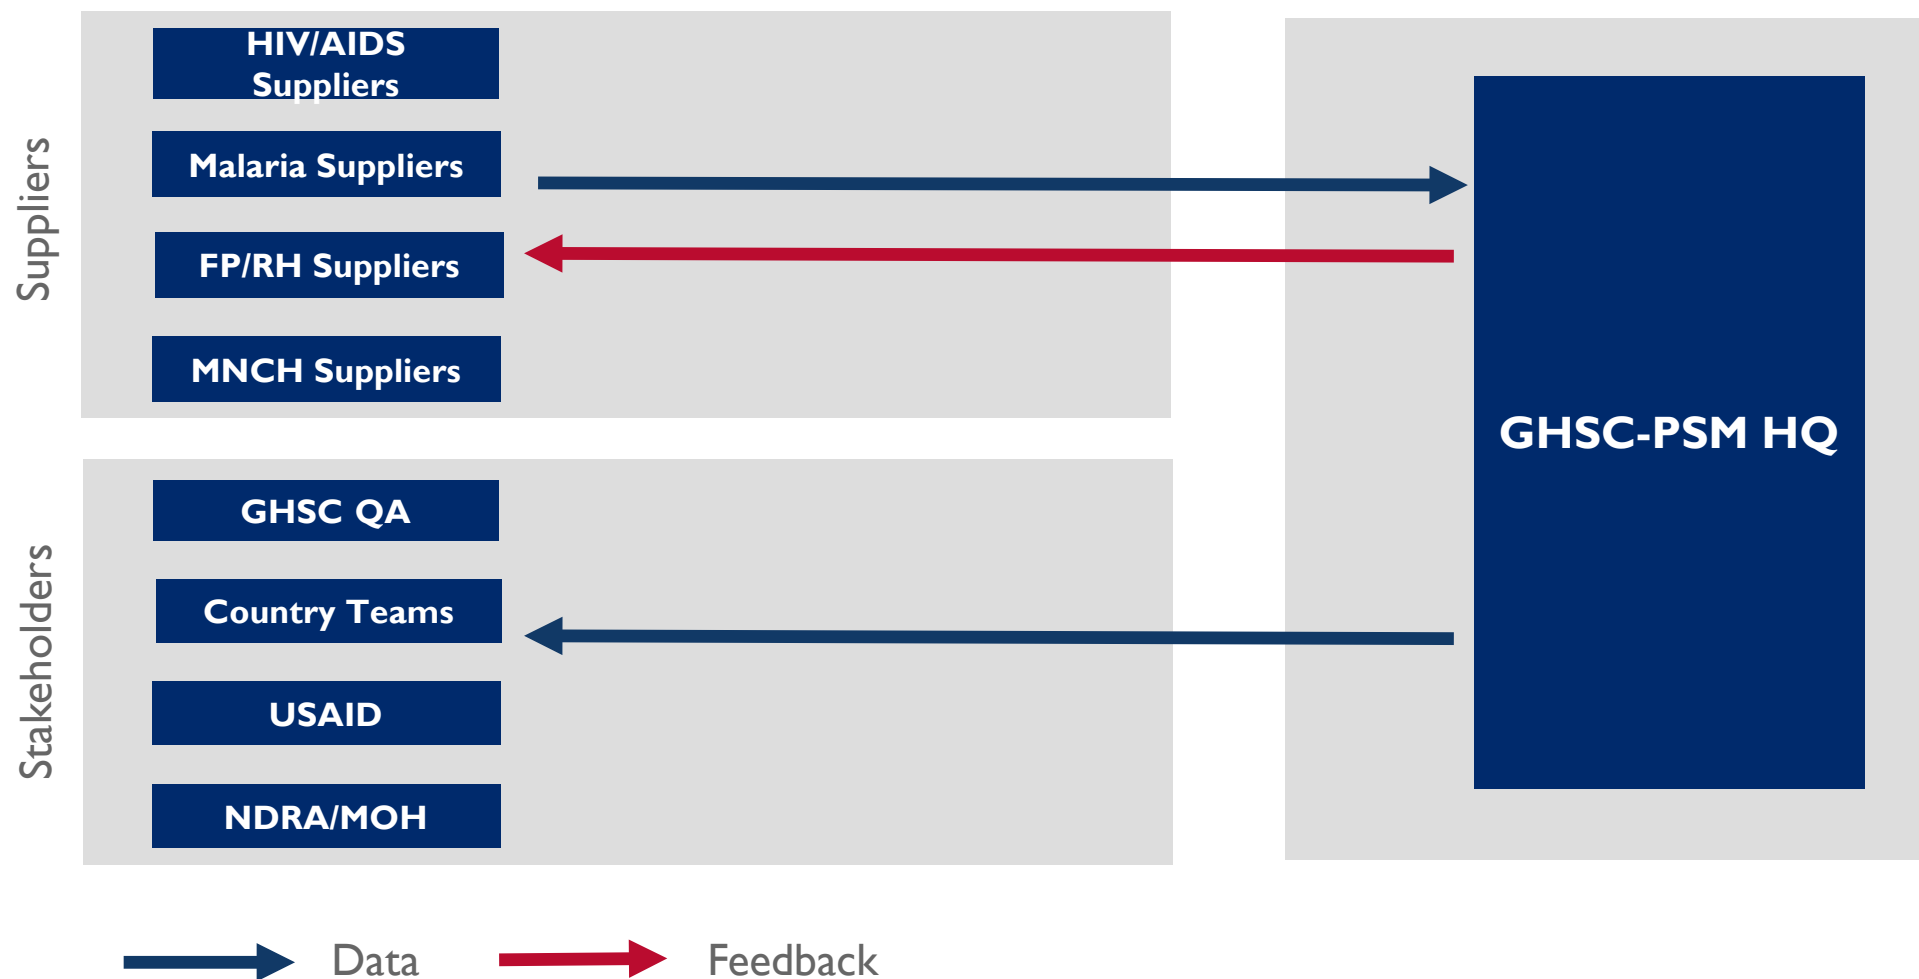 Suppliers
HIV/AIDS
Suppliers
Malaria Suppliers
FP/RH Suppliers
MNCH Suppliers
GHSC-PSM HQ
Stakeholders
GHSC QA
Country Teams
USAID
NDRA/MOH
Data
Feedback